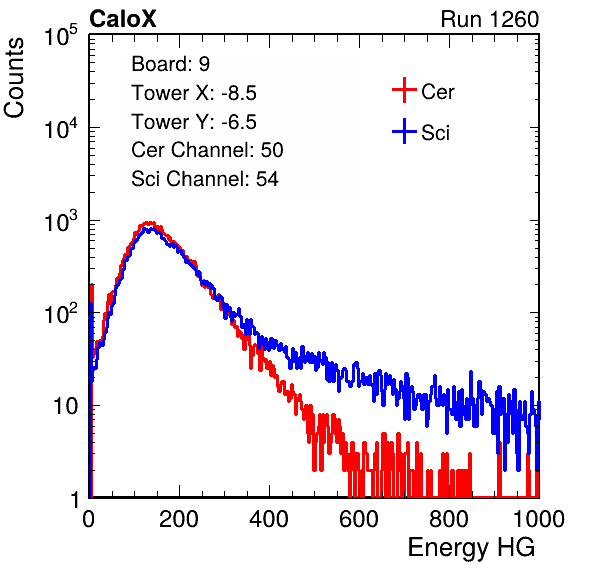 CaloX Run 1260
Counts
Board: 9
Tower X: -8.5
Tower Y: -6.5
Cer Channel: 50
Sci Channel: 54
Cer
Sci
10^5
10^4
10^3
10^2
10
1
0 200 400 600 800 1000
Energy HG